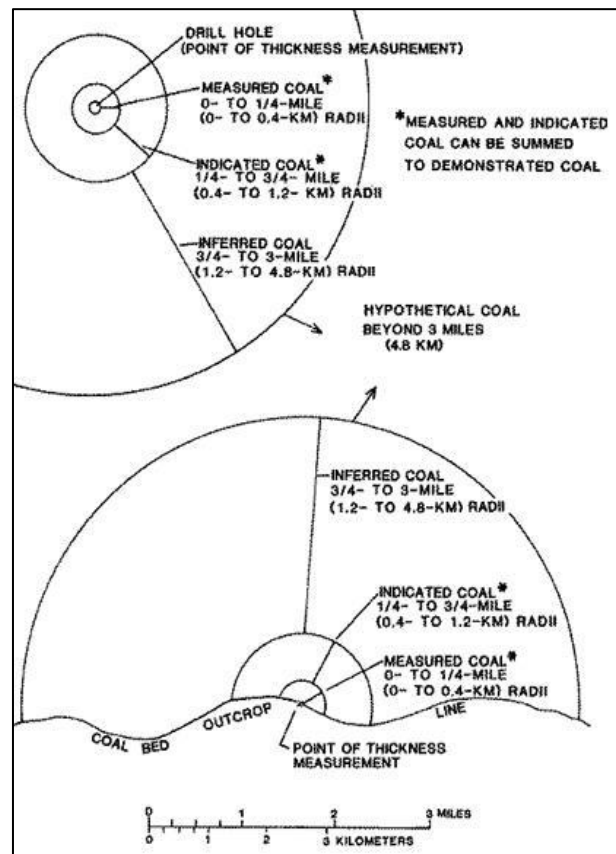 DRILL HOLE
(POINT OF THICKNESS MEASUREMENT)
MEASURED COAL*
0- TO 1/4-MILE
(0- TO 0.4-KM) RADII
*MEASURED AND INDICATED
COAL CAN BE SUMMED
TO DEMONSTRATED COAL
INDICATED COAL*
1/4- TO 3/4- MILE
(0.4- TO 1.2- KM) RADII
INFERRED COAL
3/4- TO 3-MILE
(1.2- TO 4.8-KM) RADII
HYPOTHETICAL COAL
BEYOND 3 MILES
(4.8 KM)
INFERRED COAL
3/4- TO 3-MILE
(1.2- TO 4.8-KM) RADII
INDICATED COAL*
1/4- TO 3/4-MILE
(0.4- TO 1.2-KM) RADII
MEASURED COAL*
0- TO 1/4-MILE
(0- TO 0.4-KM) RADII
COAL BED OUTCROP LINE
POINT OF THICKNESS
MEASUREMENT
0 1 2 3 MILES
0 1 2 3 KILOMETERS